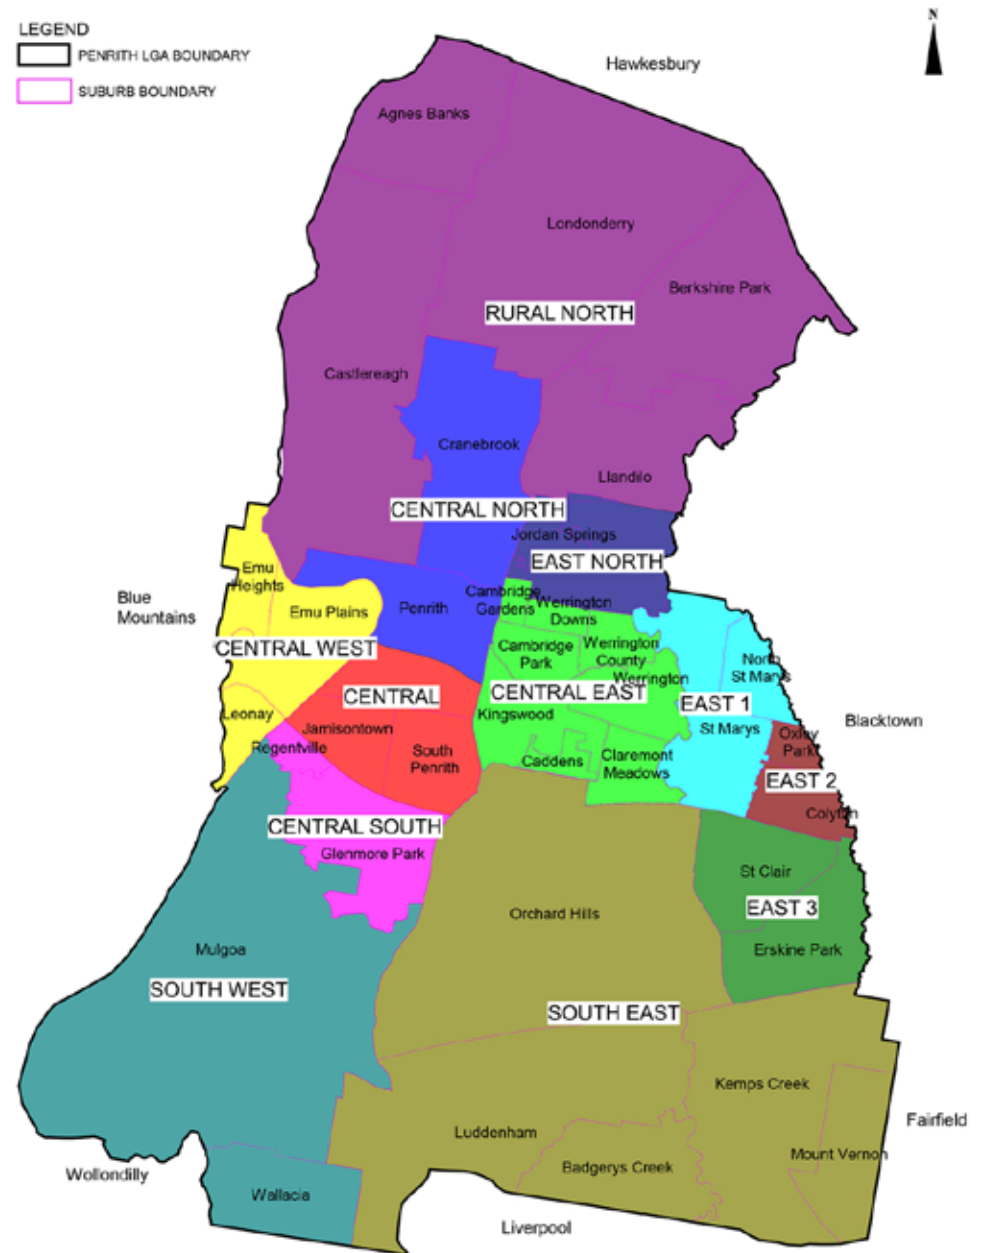 N
LEGEND
PENRITH LGA BOUNDARY
SUBURB BOUNDARY
Hawkesbury
Agnes Banks
Londonderry
Berkshire Park
RURAL NORTH
Castlereagh
Cranebrook
Llandilo
CENTRAL NORTH
Jordan Springs
EAST NORTH
Emu
Heights
Blue
Mountains
Emu Plains
Penrith
Cambridge
Gardens
Werrington
Downs
CENTRAL WEST
Cambridge
Park
Werrington
County
Werrington
North
St Marys
CENTRAL
CENTRAL EAST
EAST 1
Leonay
Jamisontown
Kingswood
St Marys
Blacktown
Regentville
South
Penrith
Caddens
Claremont
Meadows
Oxley
Park
EAST 2
Colyton
CENTRAL SOUTH
Glenmore Park
St Clair
EAST 3
Orchard Hills
Erskine Park
Mulgoa
SOUTH WEST
SOUTH EAST
Kemps Creek
Fairfield
Luddenham
Mount Vernon
Badgerys Creek
Wollondilly
Wallacia
Liverpool